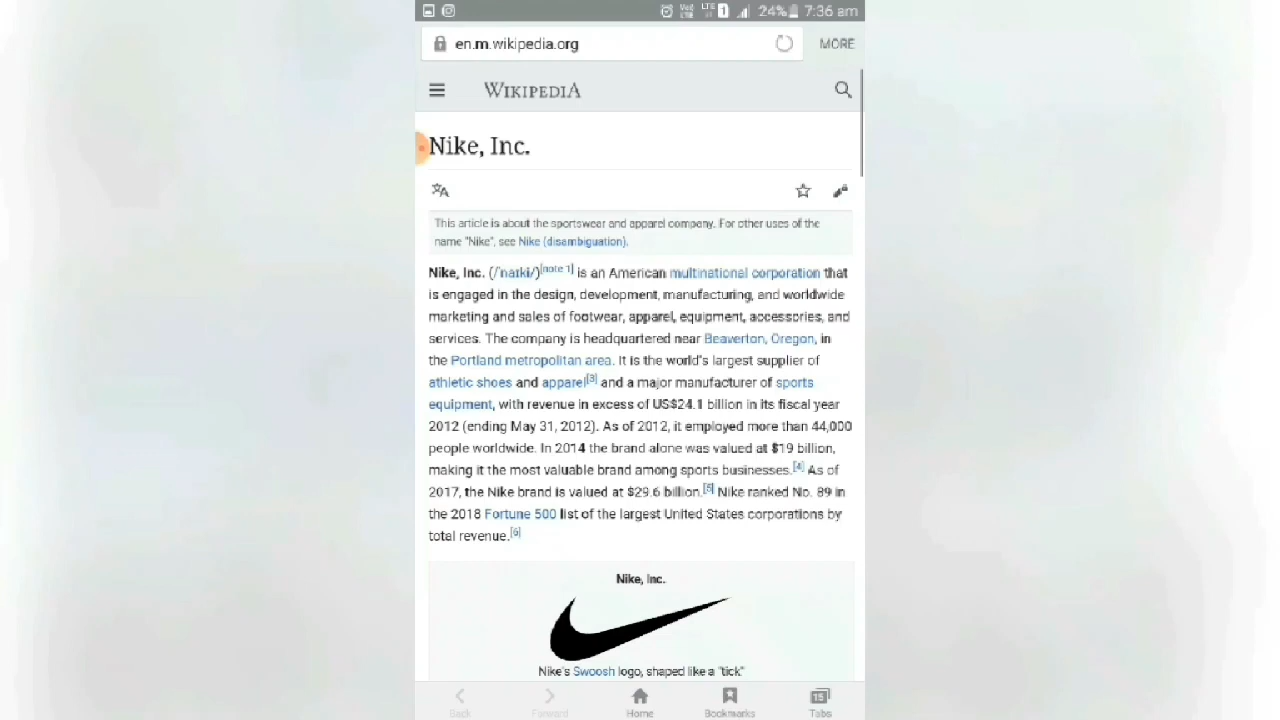 LTE 1 24% 7:36 am
en.m.wikipedia.org MORE
WIKIPEDIA
Nike, Inc.
This article is about the sportswear and apparel company. For other uses of the
name "Nike", see Nike (disambiguation).
Nike, Inc. (/ˈnaɪki/)[note 1] is an American multinational corporation that
is engaged in the design, development, manufacturing, and worldwide
marketing and sales of footwear, apparel, equipment, accessories, and
services. The company is headquartered near Beaverton, Oregon, in
the Portland metropolitan area. It is the world's largest supplier of
athletic shoes and apparel[3] and a major manufacturer of sports
equipment, with revenue in excess of US$24.1 billion in its fiscal year
2012 (ending May 31, 2012). As of 2012, it employed more than 44,000
people worldwide. In 2014 the brand alone was valued at $19 billion,
making it the most valuable brand among sports businesses.[4] As of
2017, the Nike brand is valued at $29.6 billion.[5] Nike ranked No. 89 in
the 2018 Fortune 500 list of the largest United States corporations by
total revenue.[6]
Nike, Inc.
Nike's Swoosh logo, shaped like a "tick"
15
Back Forward Home Bookmarks Tabs